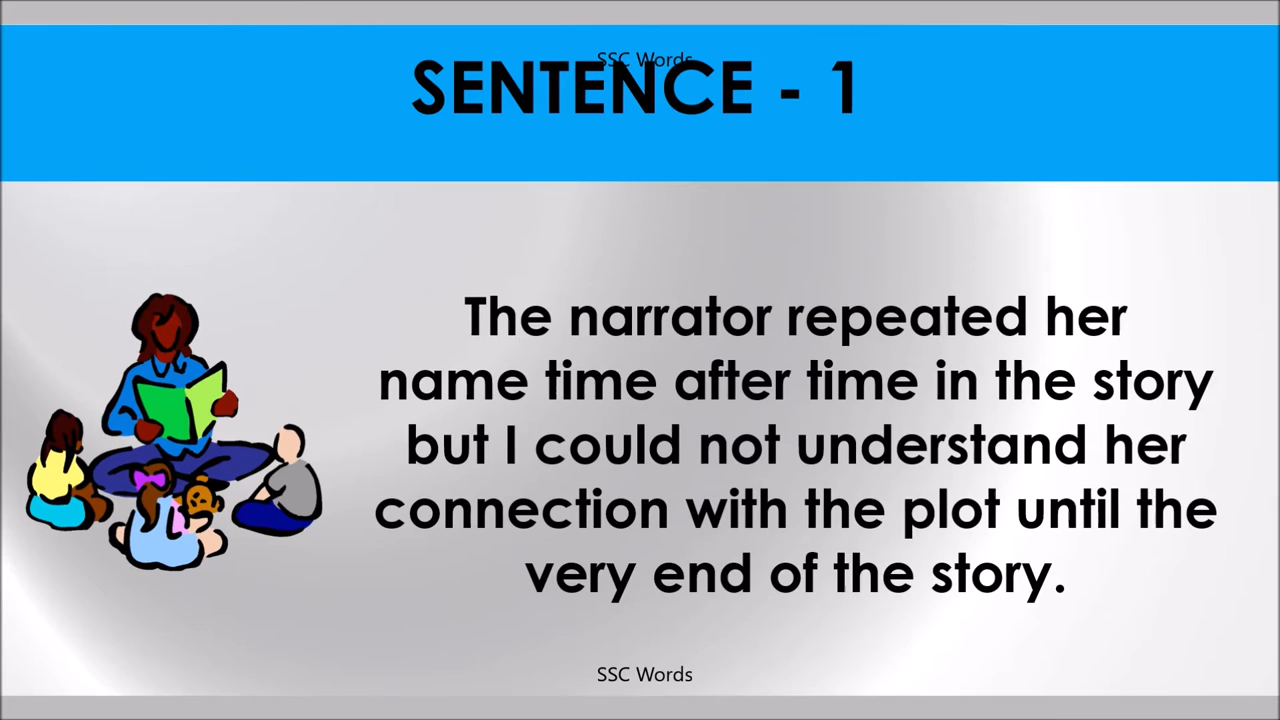 SSC Words
SENTENCE - 1
The narrator repeated her
name time after time in the story
but I could not understand her
connection with the plot until the
very end of the story.
SSC Words